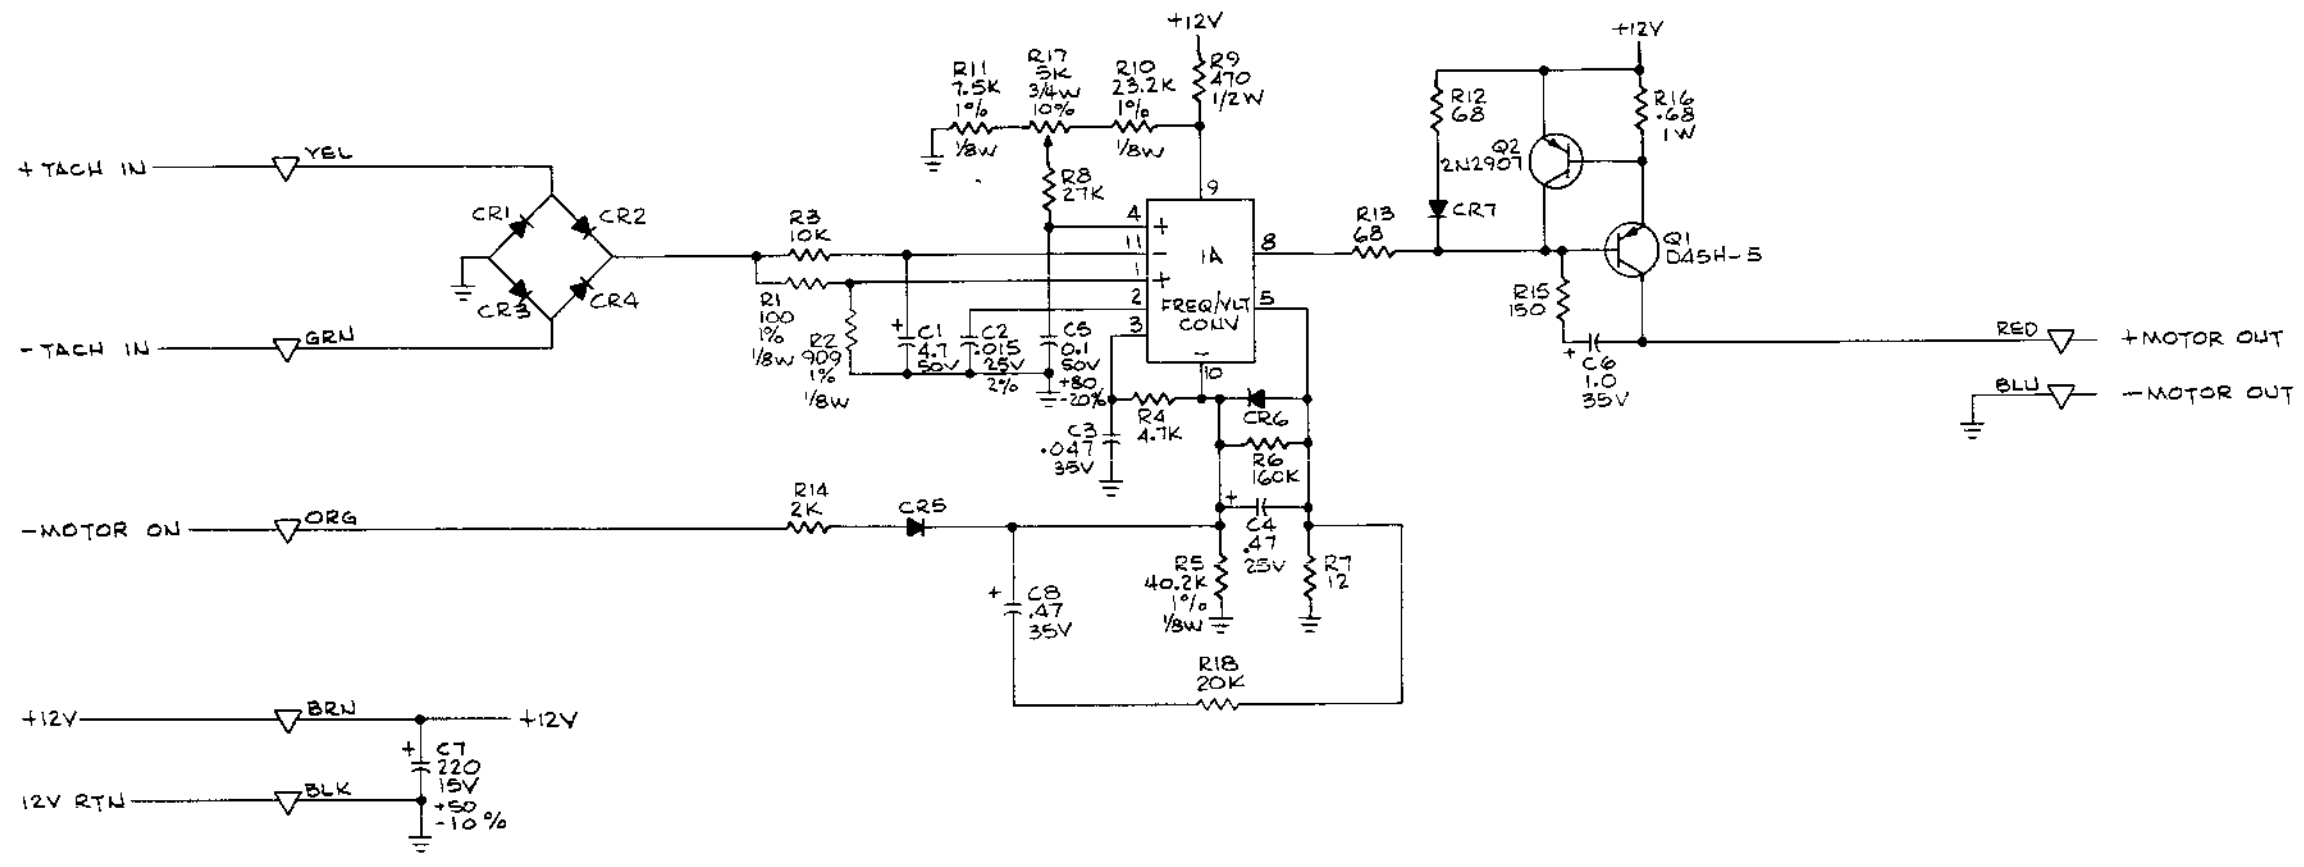 +12V
R11
7.5K
1%
1/8W
R17
5K
3/4W
10%
R10
23.2K
1%
1/8W
R9
470
1/2W
R8
27K
+12V
R12
68
R16
.68
1W
Q2
2N2907
CR7
Q1
D45H-5
R13
68
R15
150
C6
1.0
35V
+
+ TACH IN
YEL
CR1
CR2
CR3
CR4
- TACH IN
GRN
R3
10K
R1
100
1%
1/8W
R2
909
1%
1/8W
+
C1
4.7
50V
C2
.015
25V
2%
C5
0.1
50V
+80
-20%
9
4
+
11
-
1
+
2
3
1A
8
FREQ/VLT
CONV
5
-
10
RED
+MOTOR OUT
BLU
-MOTOR OUT
R4
4.7K
C3
.047
35V
CR6
R6
160K
+
C4
.47
25V
R5
40.2K
1%
1/8W
R7
12
-MOTOR ON
ORG
R14
2K
CR5
+
C8
.47
35V
R18
20K
+12V
BRN
+12V
+
C7
220
15V
+50
-10%
12V RTN
BLK